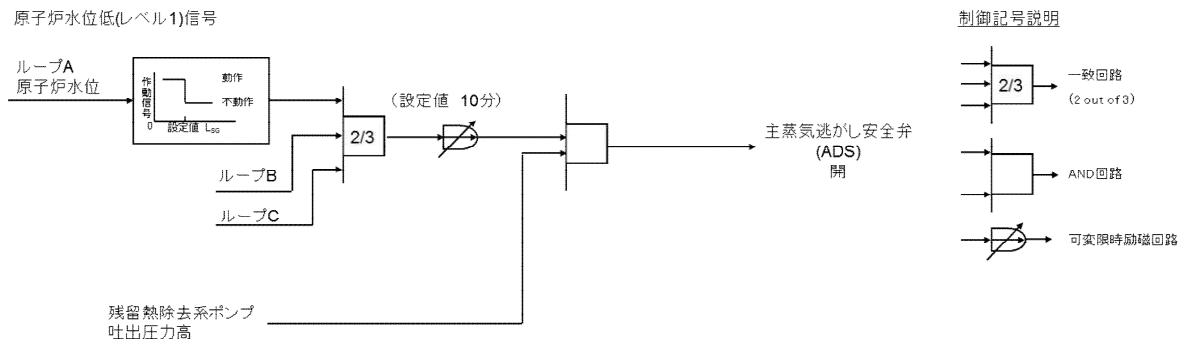 原子炉水位低(レベル1)信号
ループA
原子炉水位
作動信号
動作
不動作
0
設定値 LSG
2/3
(設定値 10分)
ループB
ループC
残留熱除去系ポンプ
吐出圧力高
主蒸気逃がし安全弁
(ADS)
開
制御記号説明
2/3
一致回路
(2 out of 3)
AND回路
可変限時励磁回路